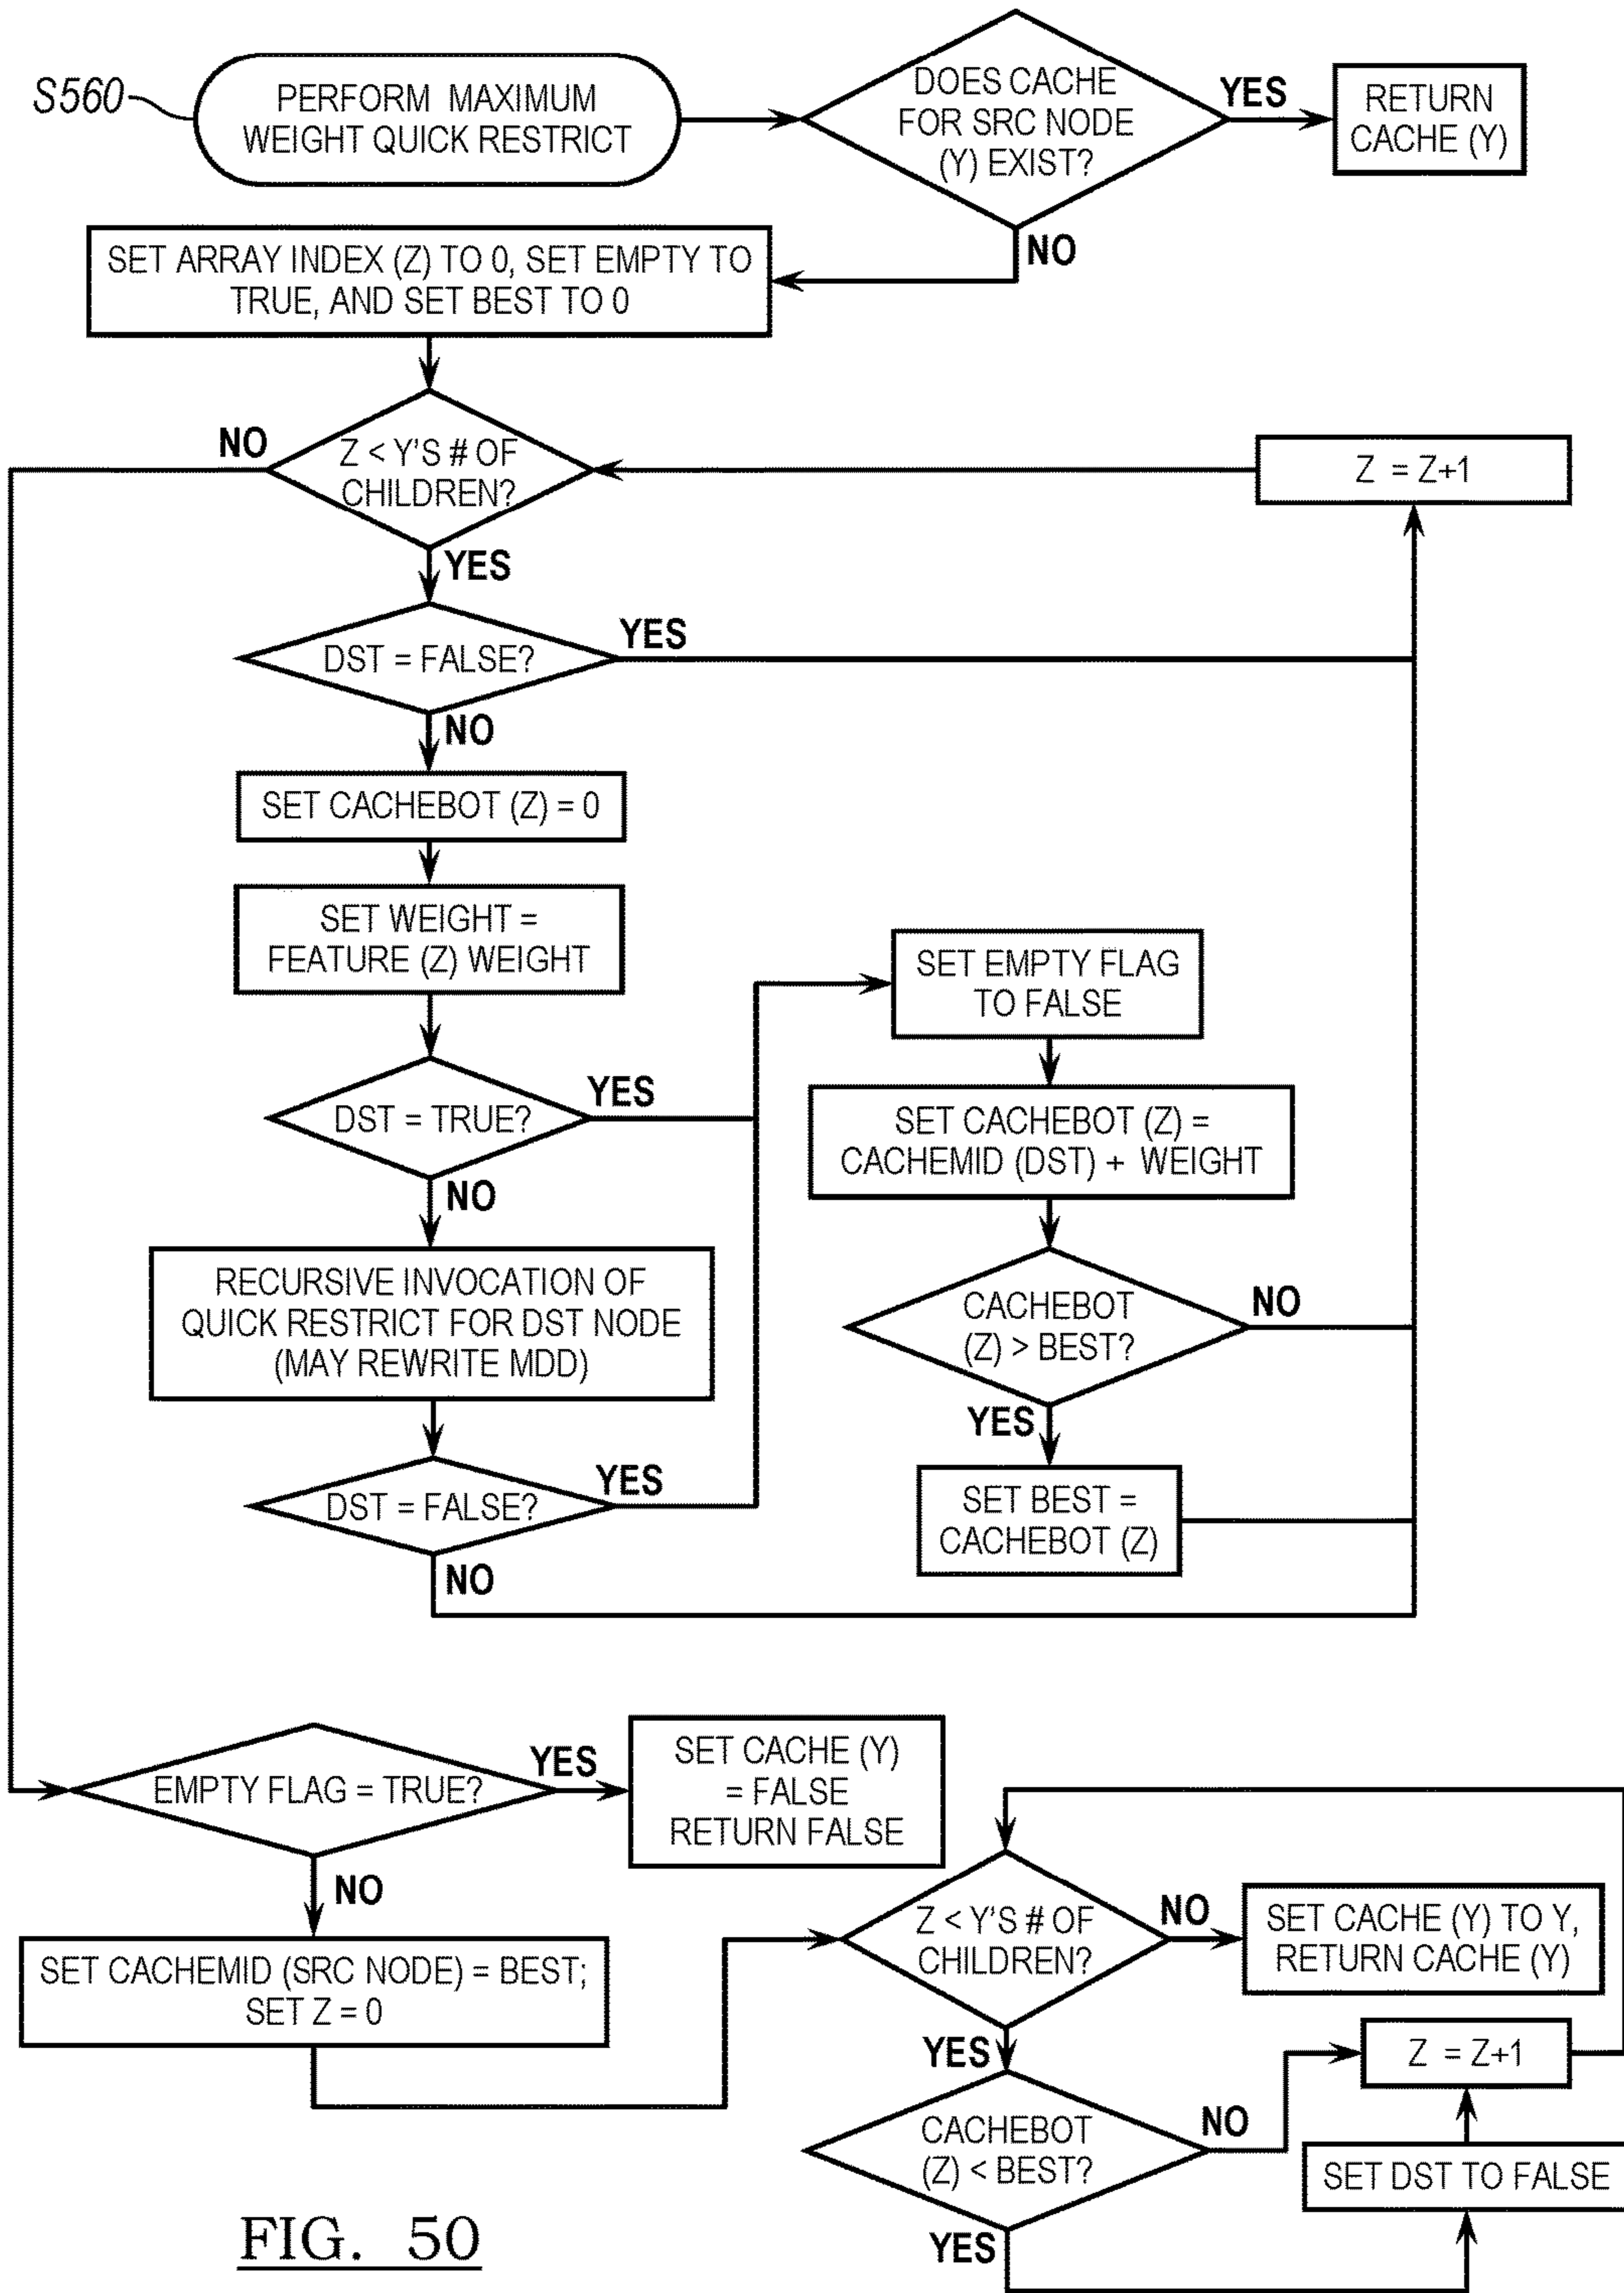 S560
PERFORM MAXIMUM
WEIGHT QUICK RESTRICT
DOES CACHE
FOR SRC NODE
(Y) EXIST?
YES
RETURN
CACHE (Y)
NO
SET ARRAY INDEX (Z) TO 0, SET EMPTY TO
TRUE, AND SET BEST TO 0
NO
Z < Y'S # OF
CHILDREN?
Z = Z+1
YES
DST = FALSE?
YES
NO
SET CACHEBOT (Z) = 0
SET WEIGHT =
FEATURE (Z) WEIGHT
DST = TRUE?
YES
NO
RECURSIVE INVOCATION OF
QUICK RESTRICT FOR DST NODE
(MAY REWRITE MDD)
DST = FALSE?
YES
NO
SET EMPTY FLAG
TO FALSE
SET CACHEBOT (Z) =
CACHEMID (DST) + WEIGHT
CACHEBOT
(Z) > BEST?
NO
YES
SET BEST =
CACHEBOT (Z)
EMPTY FLAG = TRUE?
YES
SET CACHE (Y)
= FALSE
RETURN FALSE
NO
SET CACHEMID (SRC NODE) = BEST;
SET Z = 0
Z < Y'S # OF
CHILDREN?
NO
SET CACHE (Y) TO Y,
RETURN CACHE (Y)
YES
Z = Z+1
CACHEBOT
(Z) < BEST?
NO
SET DST TO FALSE
YES
FIG. 50